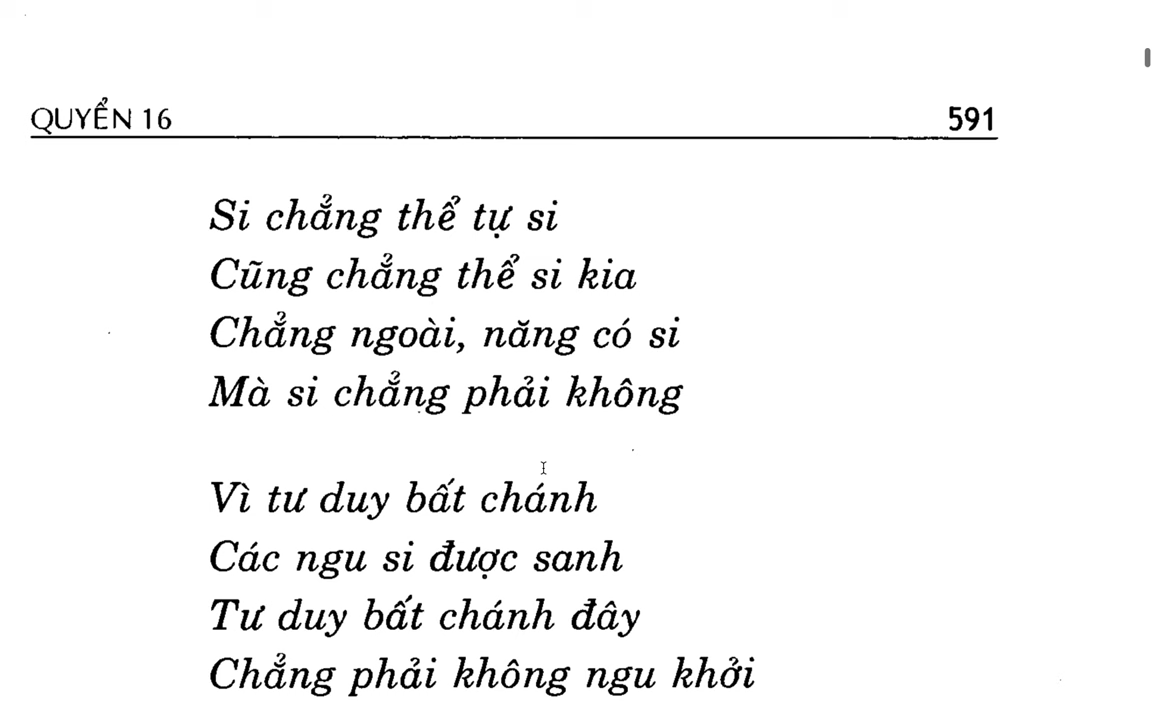 QUYỂN 16 591
Si chẳng thể tự si
Cũng chẳng thể si kia
Chẳng ngoài, năng có si
Mà si chẳng phải không
Vì tư duy bất chánh
Các ngu si được sanh
Tư duy bất chánh đây
Chẳng phải không ngu khởi